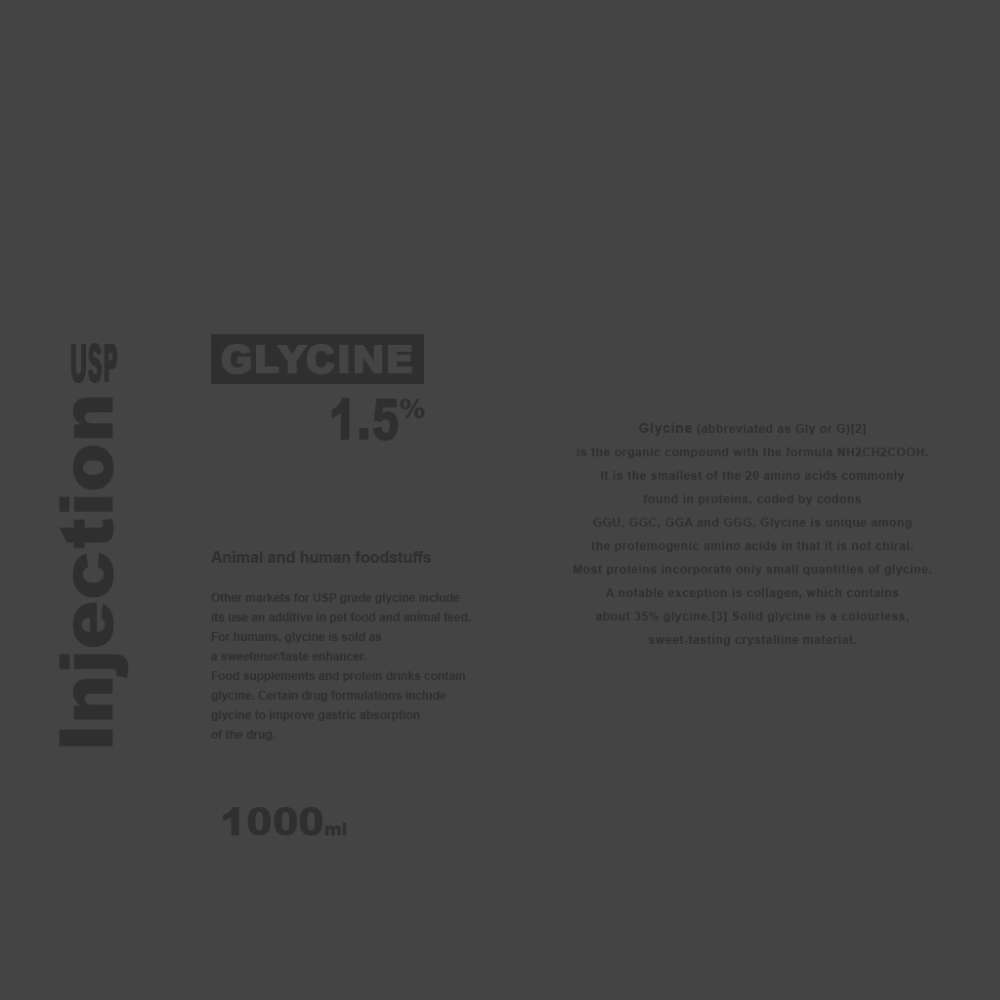 Injection USP
GLYCINE
1.5%
Animal and human foodstuffs
Other markets for USP grade glycine include
its use an additive in pet food and animal feed.
For humans, glycine is sold as
a sweetener/taste enhancer.
Food supplements and protein drinks contain
glycine. Certain drug formulations include
glycine to improve gastric absorption
of the drug.
1000ml
Glycine (abbreviated as Gly or G)[2]
is the organic compound with the formula NH2CH2COOH.
It is the smallest of the 20 amino acids commonly
found in proteins, coded by codons
GGU, GGC, GGA and GGG, Glycine is unique among
the proteinogenic amino acids in that it is not chiral.
Most proteins incorporate only small quantities of glycine.
A notable exception is collagen, which contains
about 35% glycine.[3] Solid glycine is a colourless,
sweet-tasting crystalline material.